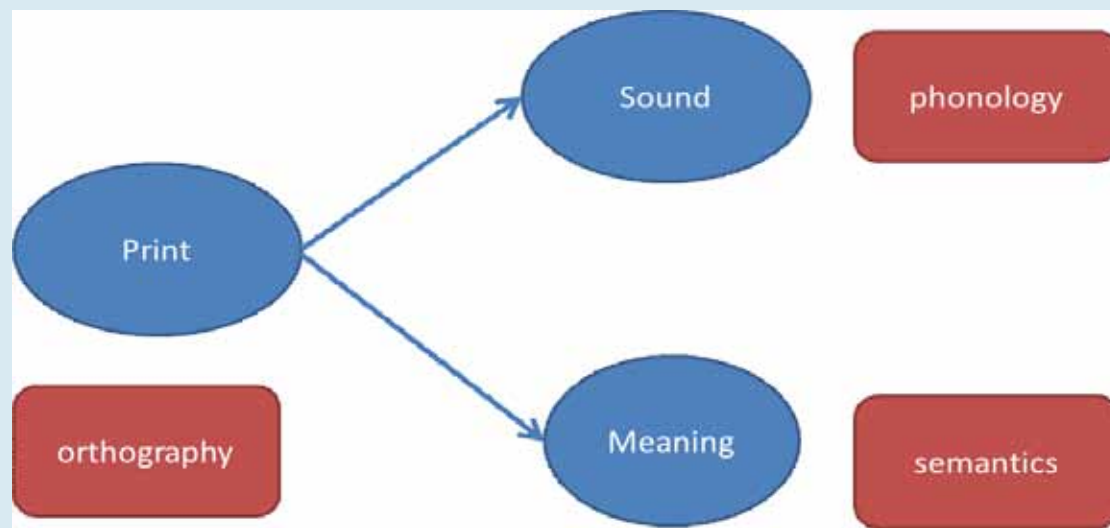 Sound
phonology
Print
orthography
Meaning
semantics